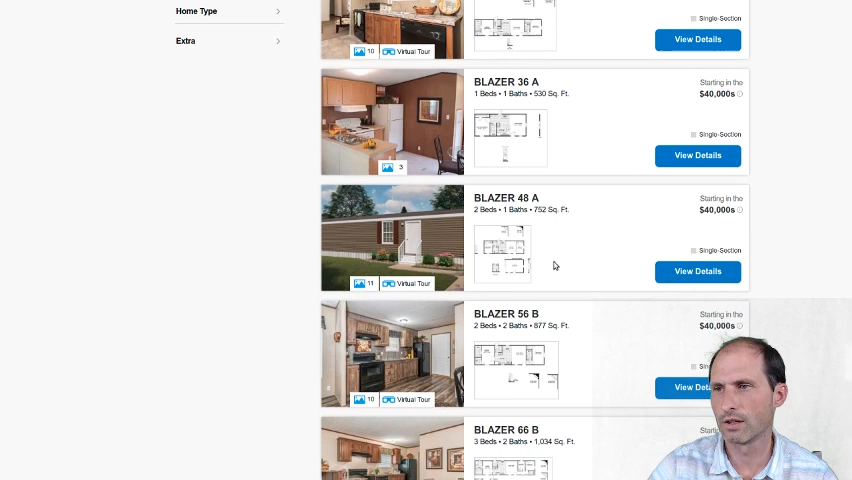 Home Type
Extra
10 Virtual Tour
Single-Section
View Details
BLAZER 36 A
1 Beds • 1 Baths • 530 Sq. Ft.
Starting in the
$40,000s
Single-Section
View Details
3
BLAZER 48 A
2 Beds • 1 Baths • 752 Sq. Ft.
Starting in the
$40,000s
Single-Section
View Details
11 Virtual Tour
BLAZER 56 B
2 Beds • 2 Baths • 877 Sq. Ft.
Starting in the
$40,000s
View
10 Virtual Tour
BLAZER 66 B
3 Beds • 2 Baths • 1,034 Sq. Ft.